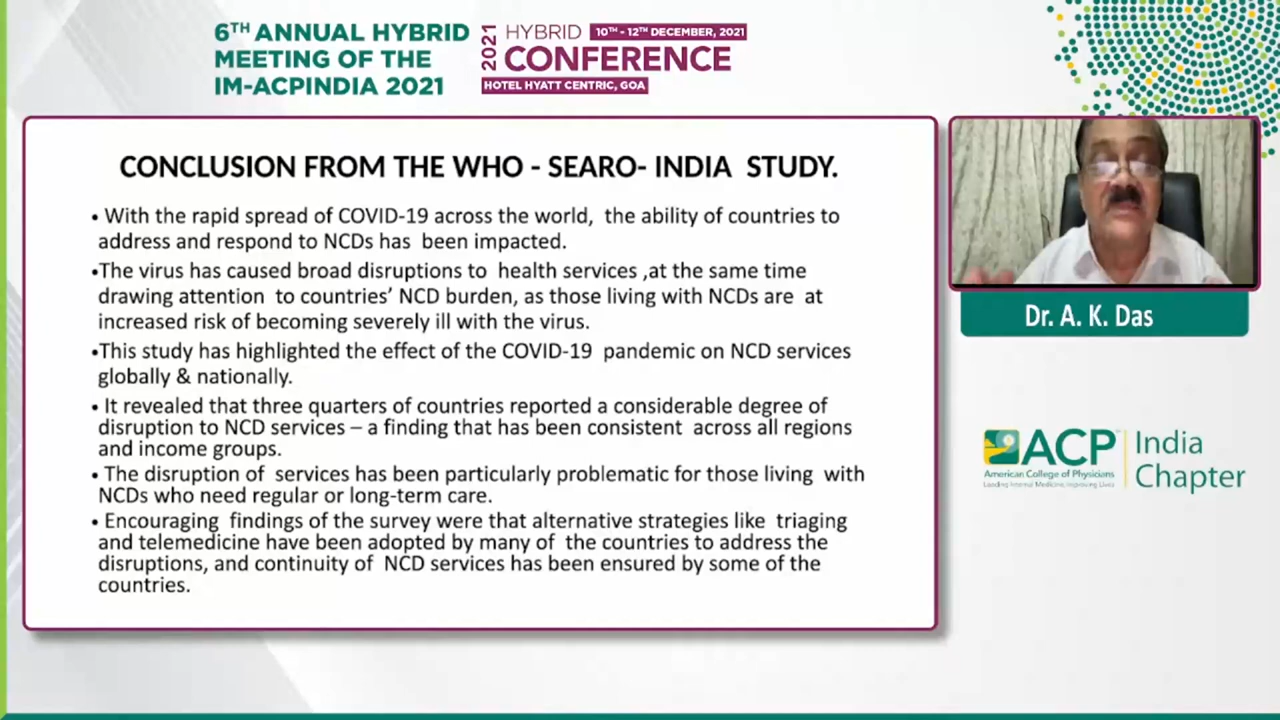 6TH ANNUAL HYBRID
MEETING OF THE
IM-ACPINDIA 2021
2021
HYBRID
10TH - 12TH DECEMBER, 2021
CONFERENCE
HOTEL HYATT CENTRIC, GOA
CONCLUSION FROM THE WHO - SEARO- INDIA STUDY.
• With the rapid spread of COVID-19 across the world, the ability of countries to
address and respond to NCDs has been impacted.
•The virus has caused broad disruptions to health services ,at the same time
drawing attention to countries’ NCD burden, as those living with NCDs are at
increased risk of becoming severely ill with the virus.
•This study has highlighted the effect of the COVID-19 pandemic on NCD services
globally & nationally.
• It revealed that three quarters of countries reported a considerable degree of
disruption to NCD services – a finding that has been consistent across all regions
and income groups.
• The disruption of services has been particularly problematic for those living with
NCDs who need regular or long-term care.
• Encouraging findings of the survey were that alternative strategies like triaging
and telemedicine have been adopted by many of the countries to address the
disruptions, and continuity of NCD services has been ensured by some of the
countries.
Dr. A. K. Das
ACP
American College of Physicians
Leading Internal Medicine, Improving Lives
India
Chapter